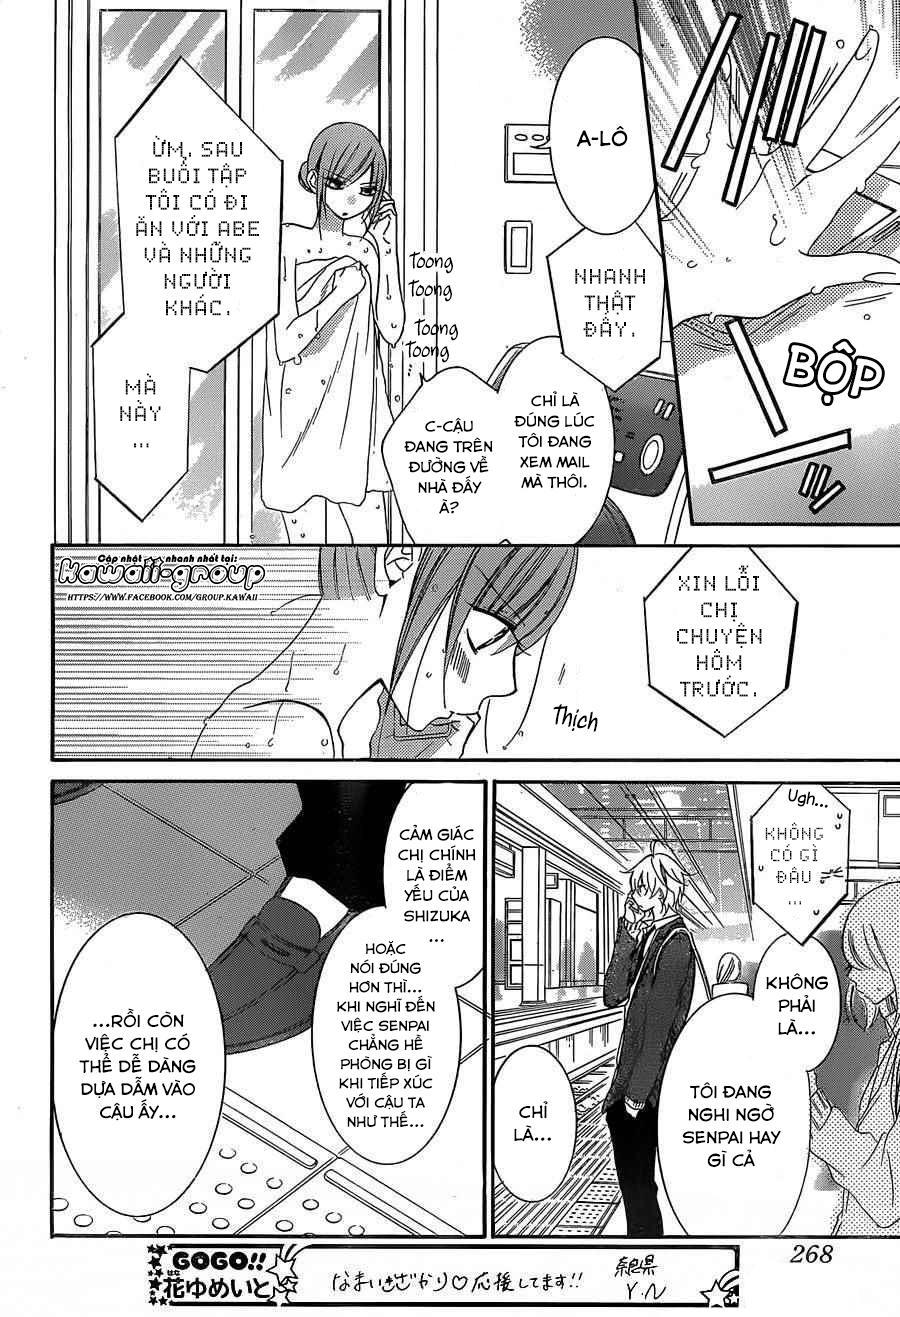 BỘP
A-LÔ
NHANH
THẬT
ĐẤY.
CHỈ LÀ
ĐÚNG LÚC
TÔI ĐANG
XEM MAIL
MÀ THÔI.
C-CẬU
ĐANG TRÊN
ĐƯỜNG VỀ
NHÀ ĐẤY
À?
Toong
Toong
Toong
Toong
ỪM, SAU
BUỔI TẬP
TÔI CÓ ĐI
ĂN VỚI ABE
VÀ NHỮNG
NGƯỜI
KHÁC.
MÀ
NÀY
...
XIN LỖI
CHỊ
CHUYỆN
HÔM
TRƯỚC.
Thịch
Cập nhật nhanh nhất tại:
kawaii-group
HTTPS://WWW.FACEBOOK.COM/GROUP.KAWAII
Ugh...
KHÔNG
CÓ GÌ
ĐÂU
...
KHÔNG
PHẢI
LÀ...
TÔI ĐANG
NGHI NGỜ
SENPAI HAY
GÌ CẢ
CHỈ
LÀ...
CẢM GIÁC
CHỊ CHÍNH
LÀ ĐIỂM
YẾU CỦA
SHIZUKA
...
HOẶC
NÓI ĐÚNG
HƠN THÌ...
KHI NGHĨ ĐẾN
VIỆC SENPAI
CHẲNG HỀ
PHÒNG BỊ GÌ
KHI TIẾP XÚC
VỚI CẬU TA
NHƯ THẾ...
...RỒI CÒN
VIỆC CHỊ CÓ
THỂ DỄ DÀNG
DỰA DẪM VÀO
CẬU ẤY...
268
GOGO!!
花ゆめいと
はな
なまいきざかり♡応援してます!!
Y.N